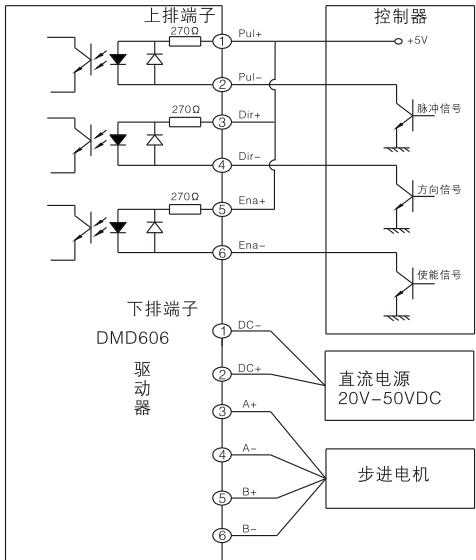 上排端子
控制器
270Ω
1
Pul+
+5V
2
Pul-
脉冲信号
270Ω
3
Dir+
4
Dir-
方向信号
270Ω
5
Ena+
6
Ena-
使能信号
下排端子
DMD606
驱动器
1
DC-
2
DC+
直流电源
20V-50VDC
3
A+
4
A-
步进电机
5
B+
6
B-